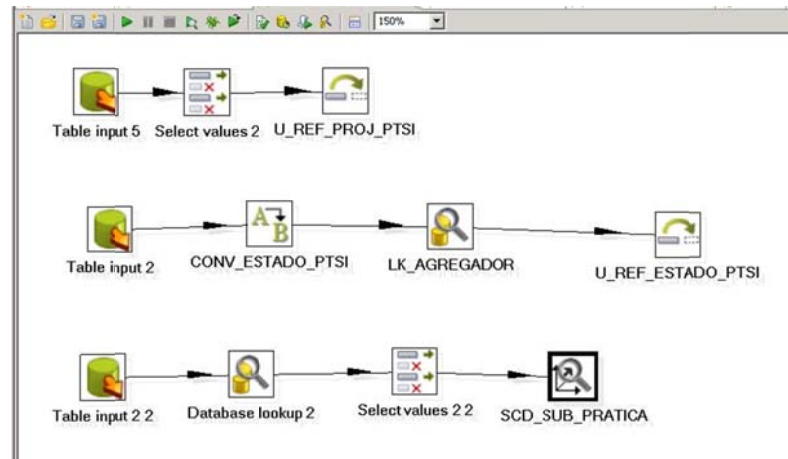 150%
Table input 5
Select values 2
U_REF_PROJ_PTSI
A
B
Table input 2
CONV_ESTADO_PTSI
LK_AGREGADOR
U_REF_ESTADO_PTSI
Table input 2 2
Database lookup 2
Select values 2 2
SCD_SUB_PRATICA